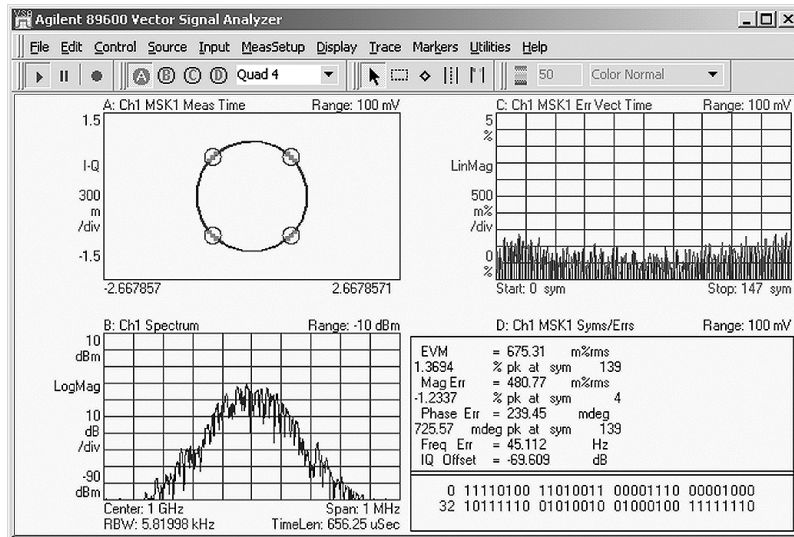 VSA Agilent 89600 Vector Signal Analyzer
File Edit Control Source Input MeasSetup Display Trace Markers Utilities Help
A B C D Quad 4 50 Color Normal
A: Ch1 MSK1 Meas Time Range: 100 mV
1.5
I-Q
300
m
/div
-1.5
-2.667857 2.6678571
C: Ch1 MSK1 Err Vect Time Range: 100 mV
5
%
LinMag
500
m%
/div
0
%
Start: 0 sym Stop: 147 sym
B: Ch1 Spectrum Range: -10 dBm
10
dBm
LogMag
10
dB
/div
-90
dBm
Center: 1 GHz Span: 1 MHz
RBW: 5.81998 kHz TimeLen: 656.25 uSec
D: Ch1 MSK1 Syms/Errs Range: 100 mV
EVM = 675.31 m%rms
1.3694 % pk at sym 139
Mag Err = 480.77 m%rms
-1.2337 % pk at sym 4
Phase Err = 239.45 mdeg
725.57 mdeg pk at sym 139
Freq Err = 45.112 Hz
IQ Offset = -69.609 dB
0 11110100 11010011 00001110 00001000
32 10111110 01010010 01000100 11111110